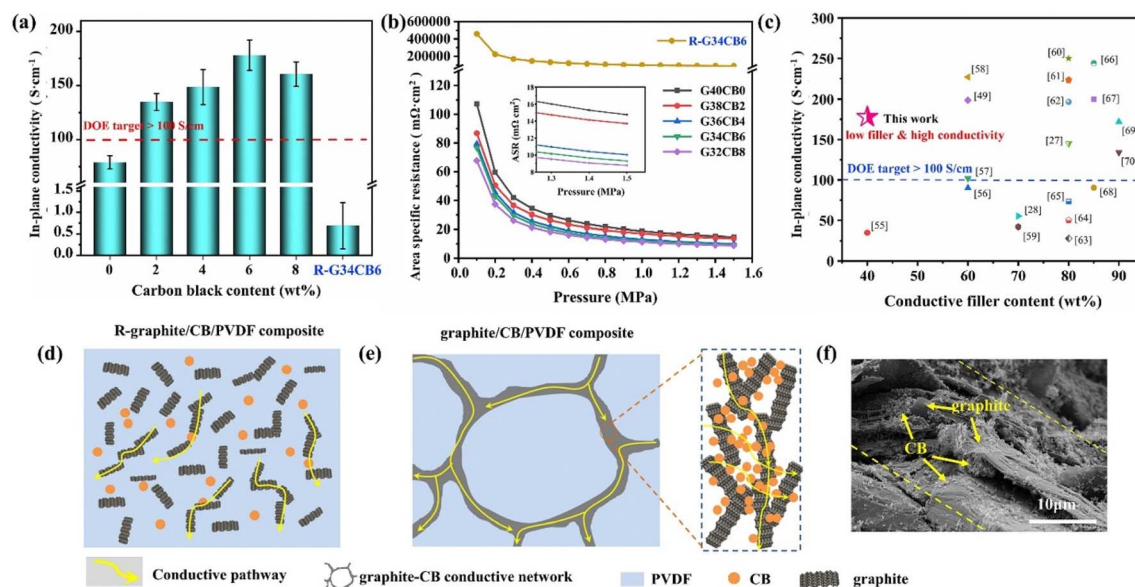 (a)
In-plane conductivity ( S·cm⁻¹ )
200
150
100
50
1.5
1.0
0.5
0.0
DOE target > 100 S/cm
0 2 4 6 8 R-G34CB6
Carbon black content (wt%)
(b)
Area specific resistance (mΩ·cm²)
600000
400000
200000
0
120
100
80
60
40
20
0
R-G34CB6
G40CB0
G38CB2
G36CB4
G34CB6
G32CB8
ASR (mΩ cm²)
16
14
12
10
8
1.3 1.4 1.5
Pressure (MPa)
0.0 0.2 0.4 0.6 0.8 1.0 1.2 1.4 1.6
Pressure (MPa)
(c)
In-plane conductivity ( S·cm⁻¹)
300
250
200
150
100
50
0
[60]
[66]
[58]
[61]
[49]
[62]
[67]
This work
low filler & high conductivity
[69]
[27]
[70]
DOE target > 100 S/cm
[57]
[56]
[68]
[65]
[28]
[64]
[55]
[59]
[63]
40 50 60 70 80 90
Conductive filler content (wt%)
R-graphite/CB/PVDF composite
(d)
graphite/CB/PVDF composite
(e)
(f)
graphite
CB
10μm
Conductive pathway
graphite-CB conductive network
PVDF
CB
graphite